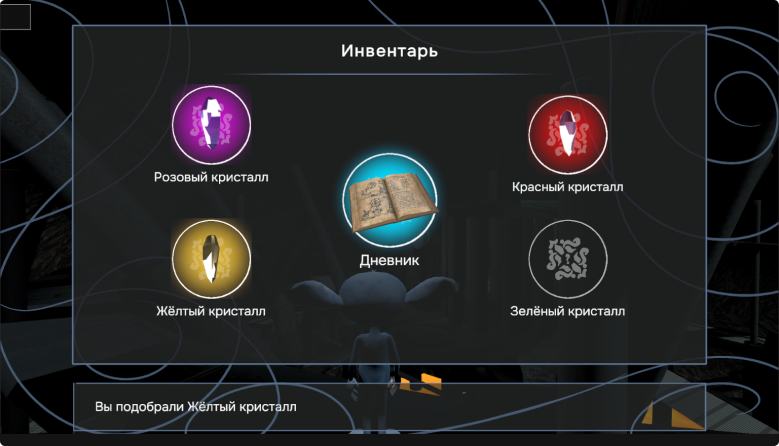 Инвентарь
Розовый кристалл
Красный кристалл
Дневник
Жёлтый кристалл
Зелёный кристалл
Вы подобрали Жёлтый кристалл